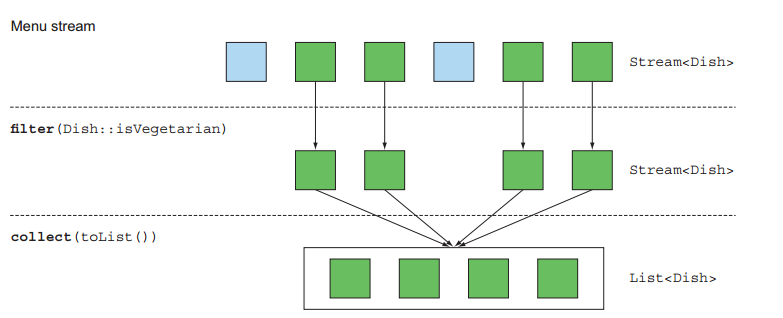 Menu stream
Stream<Dish>
filter(Dish::isVegetarian)
Stream<Dish>
collect(toList())
List<Dish>